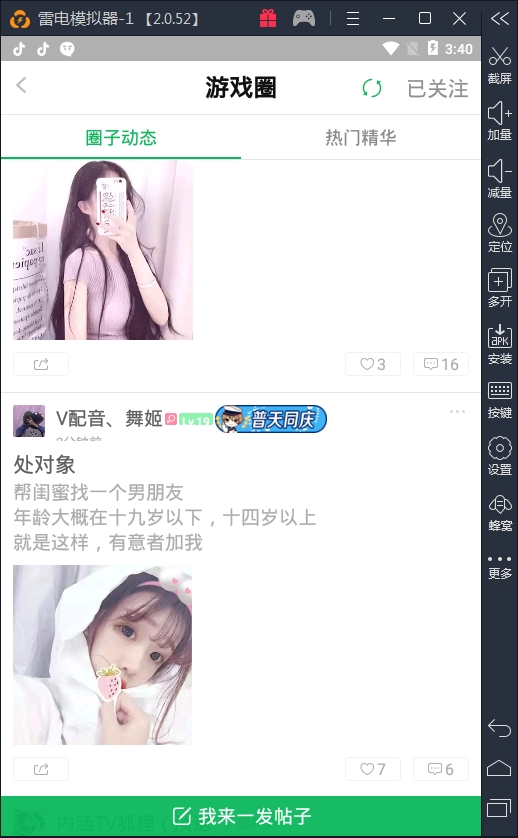 雷电模拟器-1 【2.0.52】
3:40
游戏圈
已关注
圈子动态
热门精华
3
16
V配音、舞姬
Lv.19
普天同庆
处对象
帮闺蜜找一个男朋友
年龄大概在十九岁以下，十四岁以上
就是这样，有意者加我
7
6
我来一发帖子
截屏
加量
减量
定位
多开
APK
安装
按键
设置
蜂窝
更多